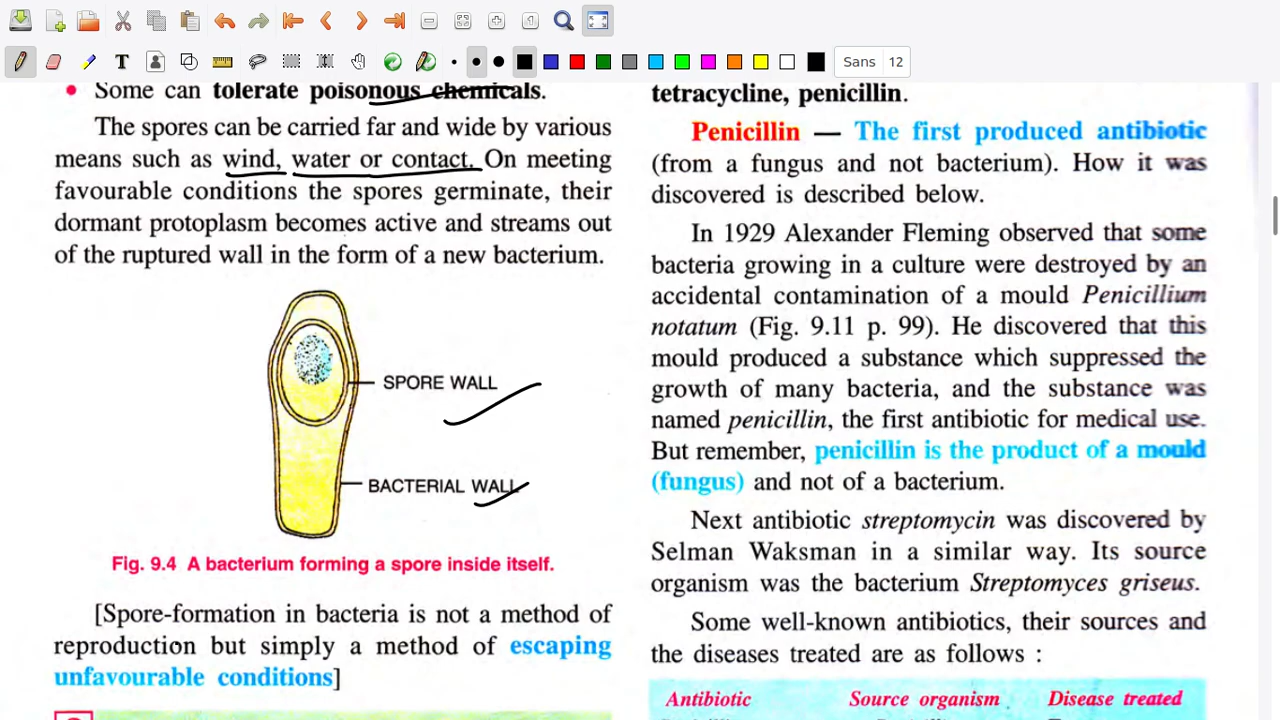 Sans 12
• Some can tolerate poisonous chemicals.
The spores can be carried far and wide by various
means such as wind, water or contact. On meeting
favourable conditions the spores germinate, their
dormant protoplasm becomes active and streams out
of the ruptured wall in the form of a new bacterium.
SPORE WALL
BACTERIAL WALL
Fig. 9.4 A bacterium forming a spore inside itself.
[Spore-formation in bacteria is not a method of
reproduction but simply a method of escaping
unfavourable conditions]
tetracycline, penicillin.
Penicillin — The first produced antibiotic
(from a fungus and not bacterium). How it was
discovered is described below.
In 1929 Alexander Fleming observed that some
bacteria growing in a culture were destroyed by an
accidental contamination of a mould Penicillium
notatum (Fig. 9.11 p. 99). He discovered that this
mould produced a substance which suppressed the
growth of many bacteria, and the substance was
named penicillin, the first antibiotic for medical use.
But remember, penicillin is the product of a mould
(fungus) and not of a bacterium.
Next antibiotic streptomycin was discovered by
Selman Waksman in a similar way. Its source
organism was the bacterium Streptomyces griseus.
Some well-known antibiotics, their sources and
the diseases treated are as follows :
Antibiotic Source organism Disease treated